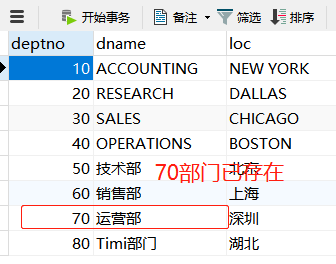 开始事务 备注 筛选 排序
deptno dname loc
10 ACCOUNTING NEW YORK
20 RESEARCH DALLAS
30 SALES CHICAGO
40 OPERATIONS BOSTON
50 技术部 北京
70部门已存在
60 销售部 上海
70 运营部 深圳
80 Timi部门 湖北